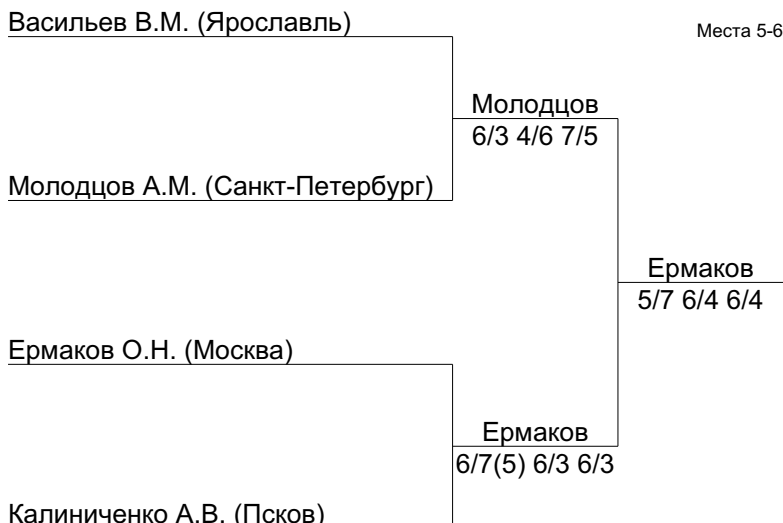 Васильев В.М. (Ярославль)
Места 5-6
Молодцов
6/3 4/6 7/5
Молодцов А.М. (Санкт-Петербург)
Ермаков
5/7 6/4 6/4
Ермаков О.Н. (Москва)
Ермаков
6/7(5) 6/3 6/3
Калиниченко А.В. (Псков)